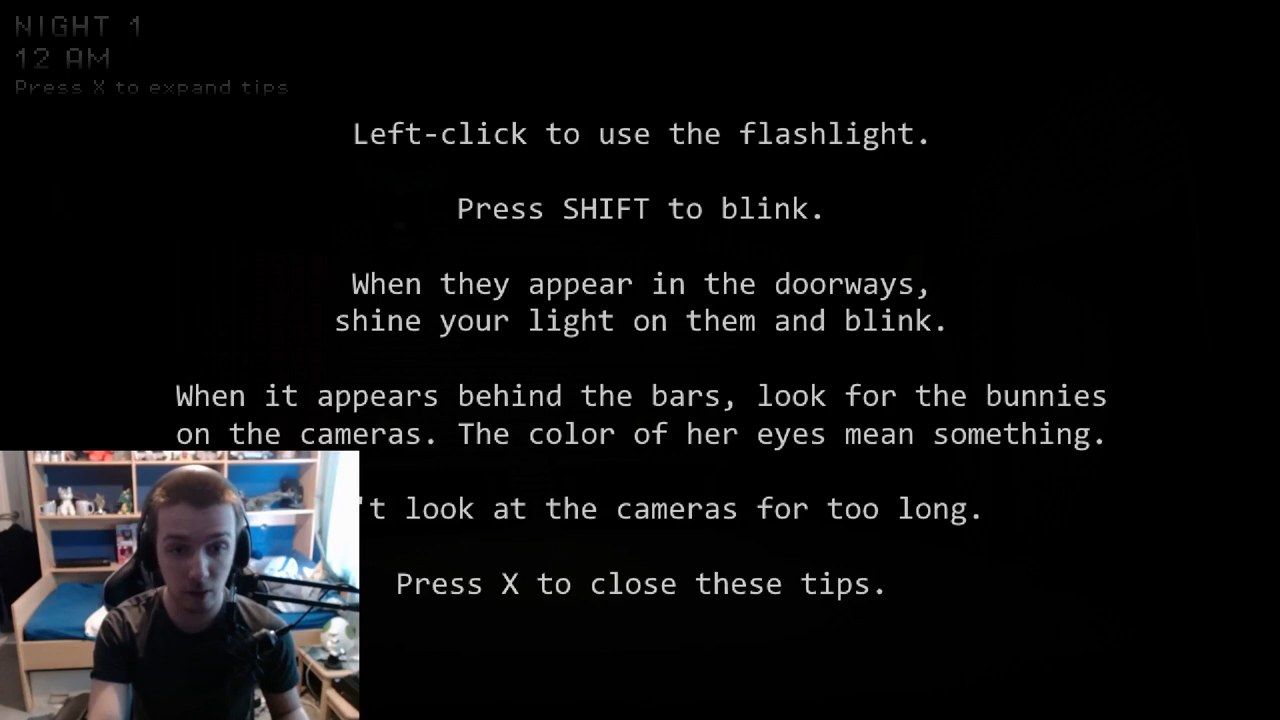 NIGHT 1
12 AM
Press X to expand tips
Left-click to use the flashlight.
Press SHIFT to blink.
When they appear in the doorways,
shine your light on them and blink.
When it appears behind the bars, look for the bunnies
on the cameras. The color of her eyes mean something.
't look at the cameras for too long.
Press X to close these tips.